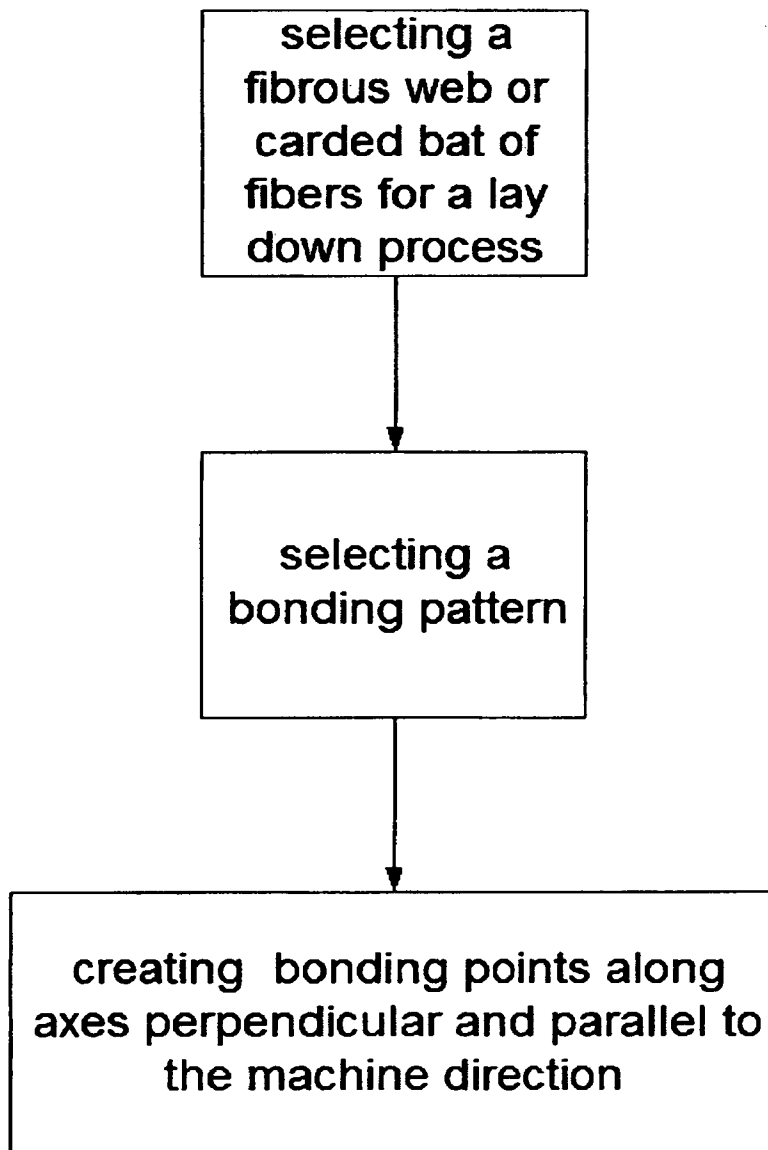 selecting a
fibrous web or
carded bat of
fibers for a lay
down process
selecting a
bonding pattern
creating bonding points along
axes perpendicular and parallel to
the machine direction